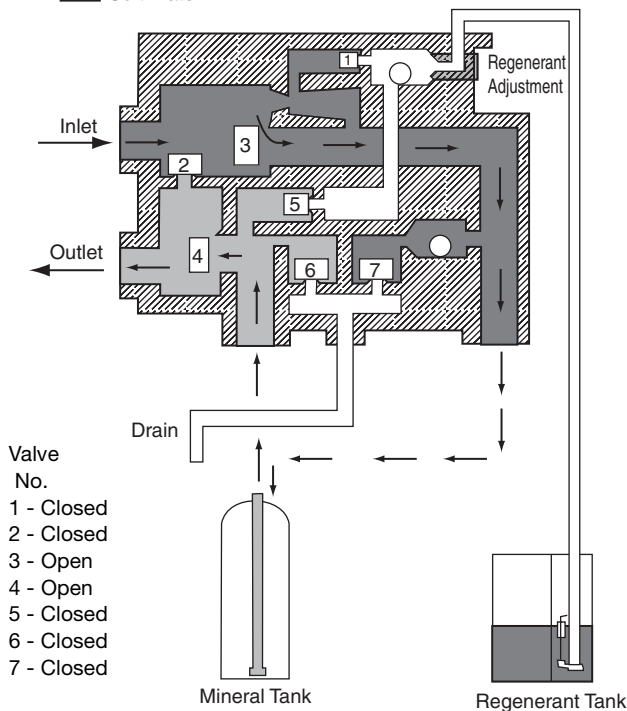 1
Regenerant
Adjustment
Inlet
3
2
5
Outlet
4
6
7
Drain
Valve
No.
1 - Closed
2 - Closed
3 - Open
4 - Open
5 - Closed
6 - Closed
7 - Closed
Mineral Tank
Regenerant Tank